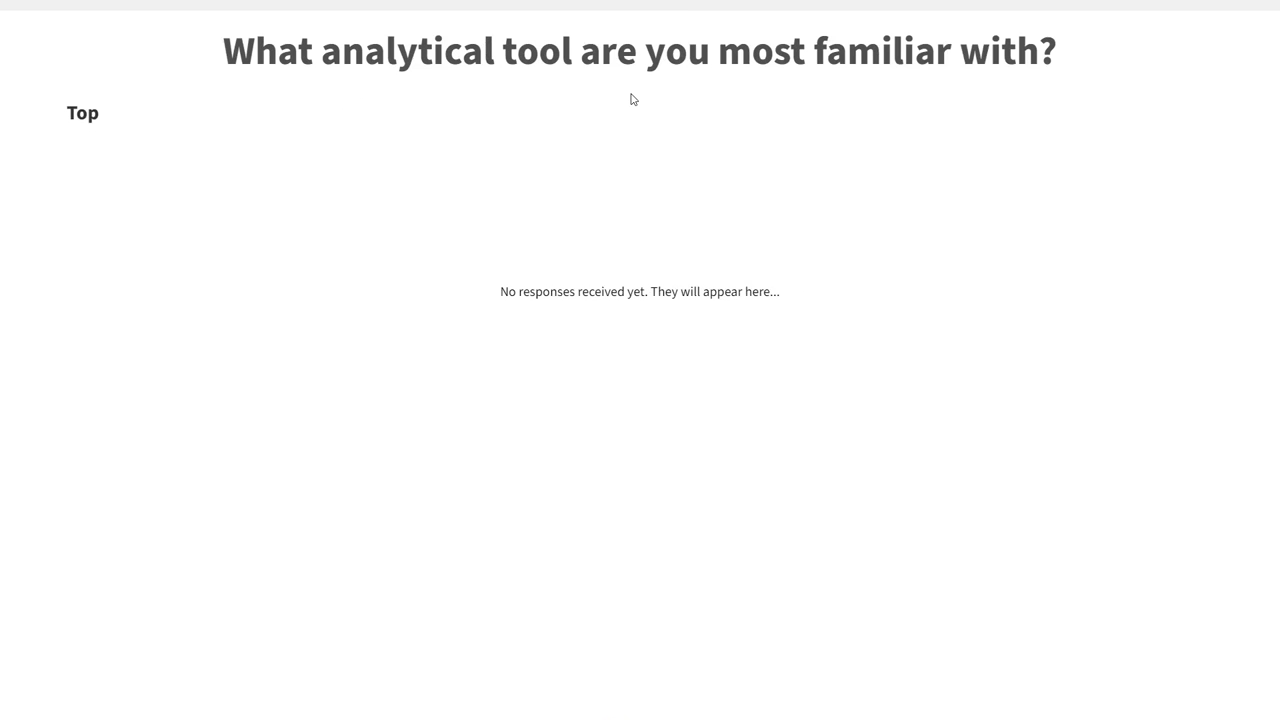 What analytical tool are you most familiar with?
Top
No responses received yet. They will appear here...